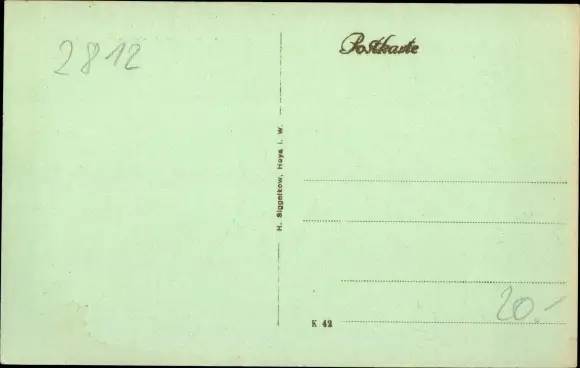 2812
Postkarte
H. Siggelkow, Hoya i. W.
20.-
K 42